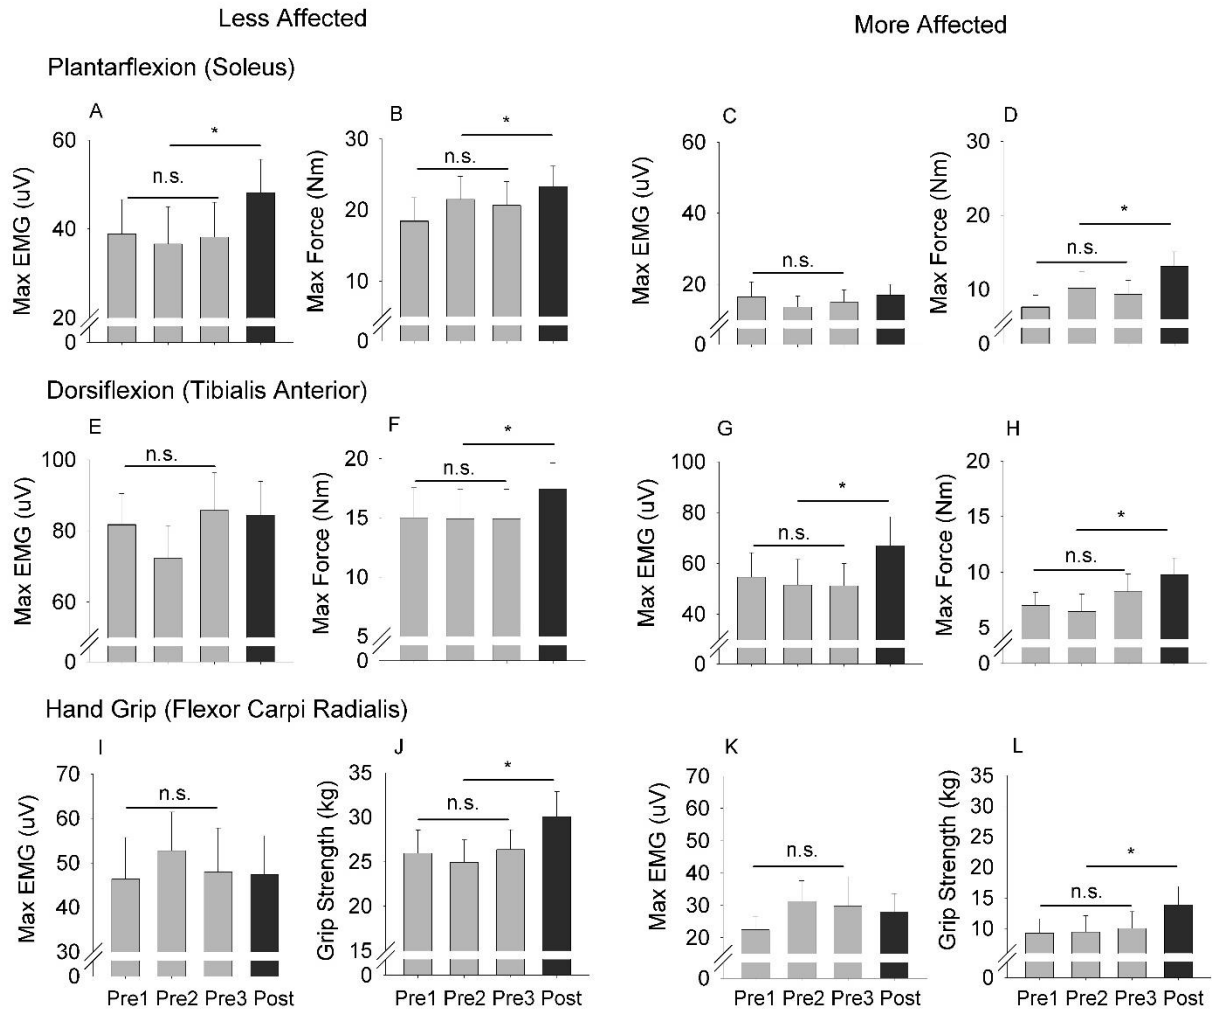 Less Affected
More Affected
Plantarflexion (Soleus)
A
B
C
D
Max EMG (uV)
60
40
20
0
n.s.
*
Max Force (Nm)
30
20
10
0
n.s.
*
Max EMG (uV)
60
40
20
0
n.s.
Max Force (Nm)
30
20
10
0
n.s.
*
Dorsiflexion (Tibialis Anterior)
E
F
G
H
Max EMG (uV)
100
80
60
0
n.s.
Max Force (Nm)
20
15
10
5
0
n.s.
*
Max EMG (uV)
100
80
60
40
0
n.s.
*
Max Force (Nm)
20
15
10
5
0
n.s.
*
Hand Grip (Flexor Carpi Radialis)
I
J
K
L
Max EMG (uV)
70
60
50
40
30
0
n.s.
Grip Strength (kg)
35
30
25
20
15
0
n.s.
*
Max EMG (uV)
70
60
50
40
30
20
0
n.s.
Grip Strength (kg)
35
30
25
20
15
10
0
n.s.
*
Pre1 Pre2 Pre3 Post
Pre1 Pre2 Pre3 Post
Pre1 Pre2 Pre3 Post
Pre1 Pre2 Pre3 Post